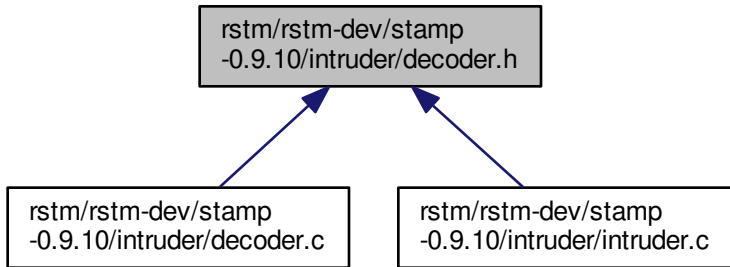 rstm/rstm-dev/stamp
-0.9.10/intruder/decoder.h
rstm/rstm-dev/stamp
-0.9.10/intruder/decoder.c
rstm/rstm-dev/stamp
-0.9.10/intruder/intruder.c